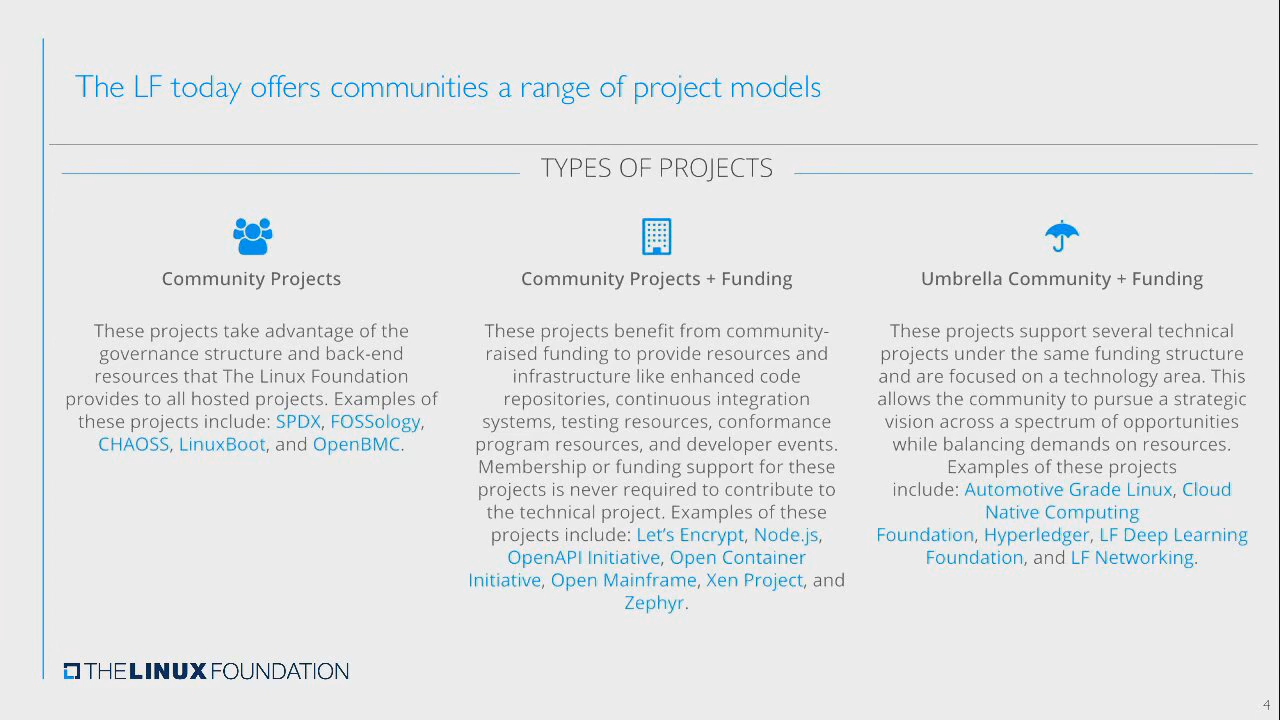 The LF today offers communities a range of project models
TYPES OF PROJECTS
Community Projects
These projects take advantage of the
governance structure and back-end
resources that The Linux Foundation
provides to all hosted projects. Examples of
these projects include: SPDX, FOSSology,
CHAOSS, LinuxBoot, and OpenBMC.
Community Projects + Funding
These projects benefit from community-
raised funding to provide resources and
infrastructure like enhanced code
repositories, continuous integration
systems, testing resources, conformance
program resources, and developer events.
Membership or funding support for these
projects is never required to contribute to
the technical project. Examples of these
projects include: Let’s Encrypt, Node.js,
OpenAPI Initiative, Open Container
Initiative, Open Mainframe, Xen Project, and
Zephyr.
Umbrella Community + Funding
These projects support several technical
projects under the same funding structure
and are focused on a technology area. This
allows the community to pursue a strategic
vision across a spectrum of opportunities
while balancing demands on resources.
Examples of these projects
include: Automotive Grade Linux, Cloud
Native Computing
Foundation, Hyperledger, LF Deep Learning
Foundation, and LF Networking.
THE LINUX FOUNDATION
4